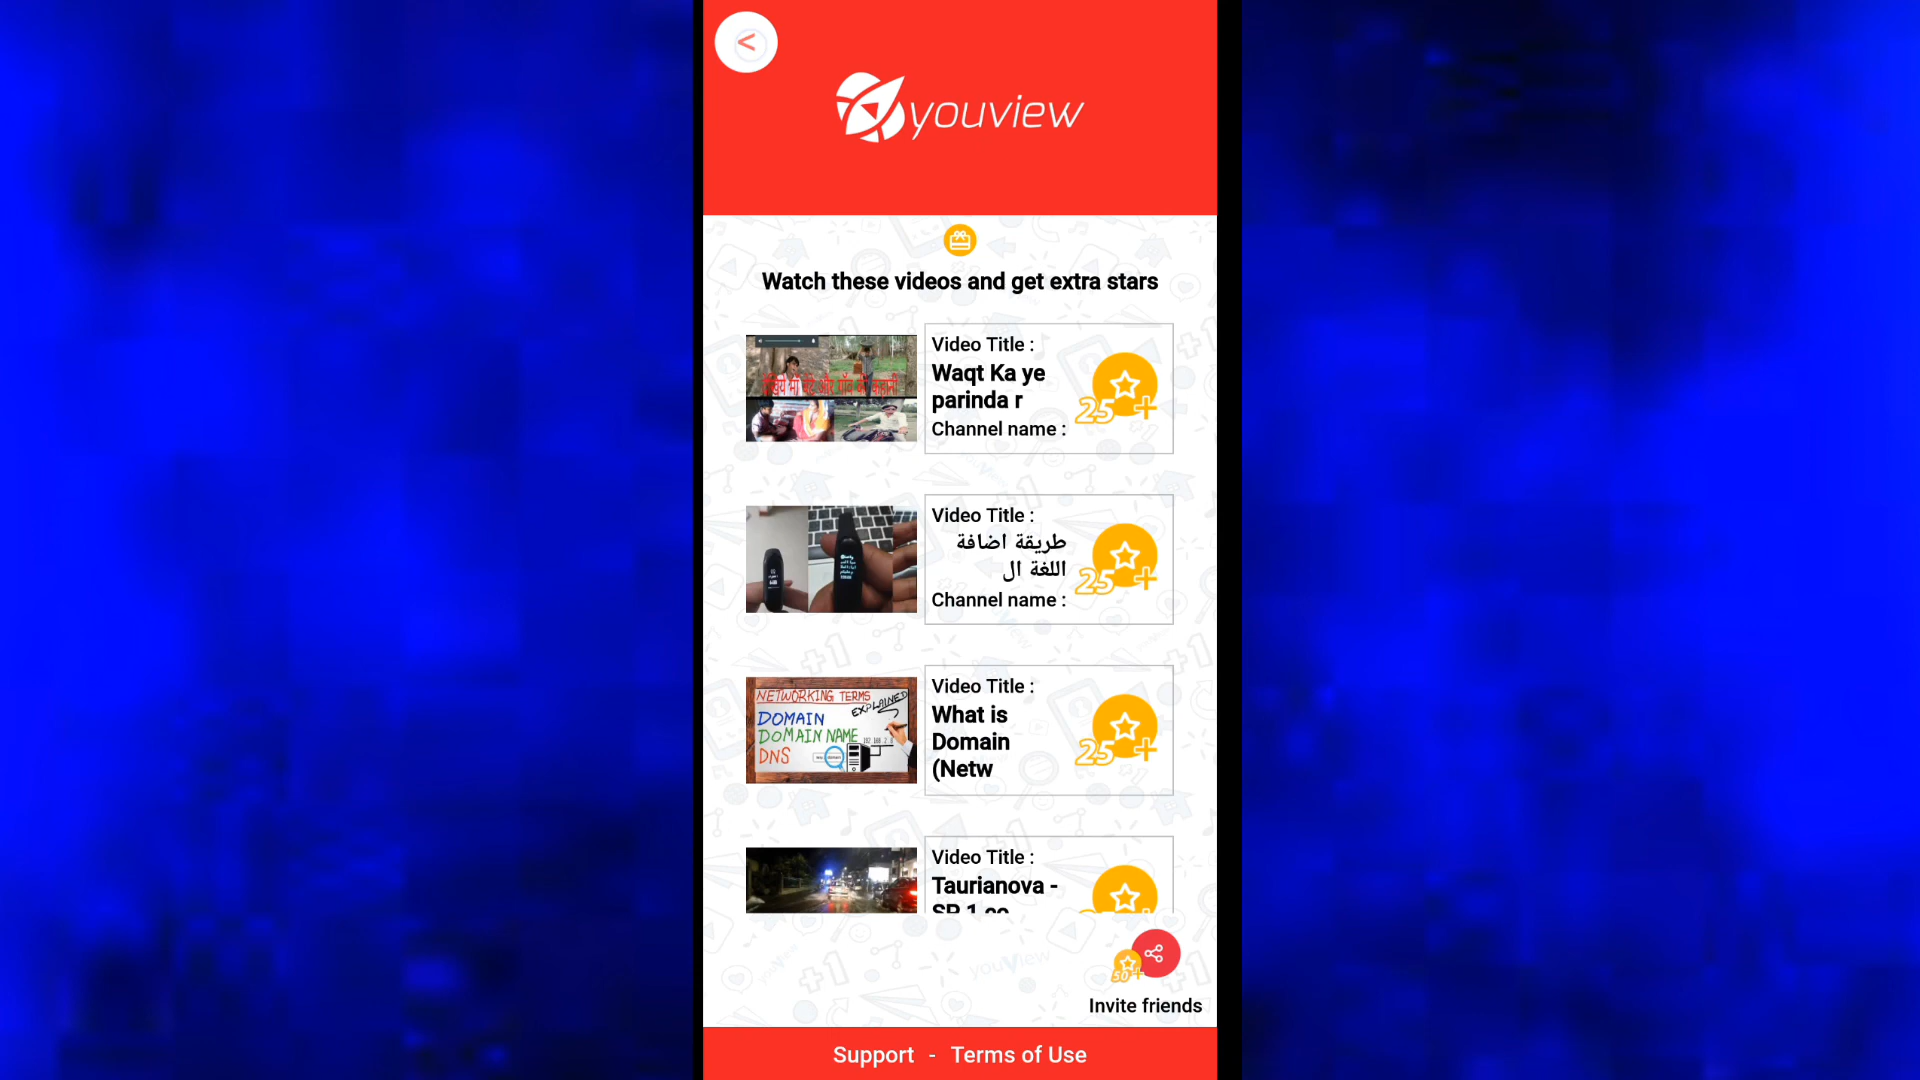 <
youview
Watch these videos and get extra stars
Video Title :
Waqt Ka ye
parinda r
Channel name :
25+
Video Title :
طريقة اضافة
اللغة ال
Channel name :
25+
NETWORKING TERMS
EXPLAINED
DOMAIN
DOMAIN NAME
DNS
Video Title :
What is
Domain
(Netw
25+
Video Title :
Taurianova -
50+
Invite friends
Support - Terms of Use